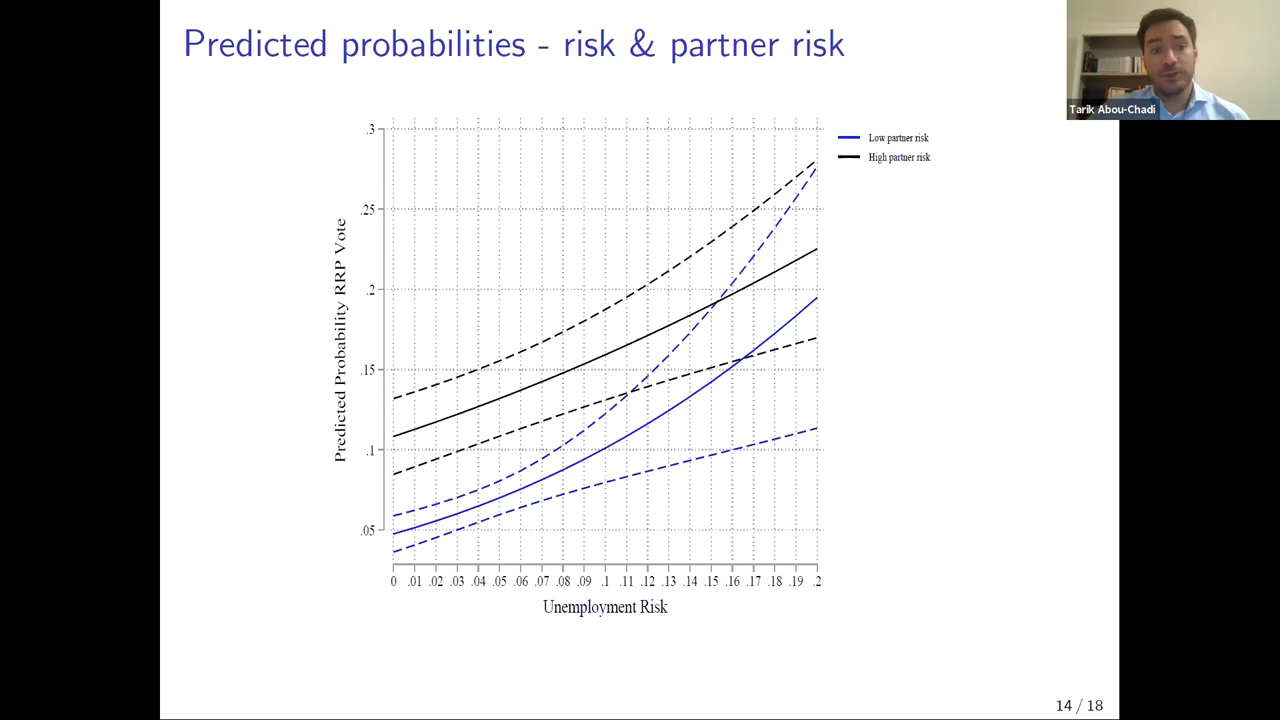 Predicted probabilities - risk & partner risk
Tarik Abou-Chadi
Low partner risk
High partner risk
.3
.25
.2
.15
.1
.05
Predicted Probability RRP Vote
0 .01 .02 .03 .04 .05 .06 .07 .08 .09 .1 .11 .12 .13 .14 .15 .16 .17 .18 .19 .2
Unemployment Risk
14 / 18